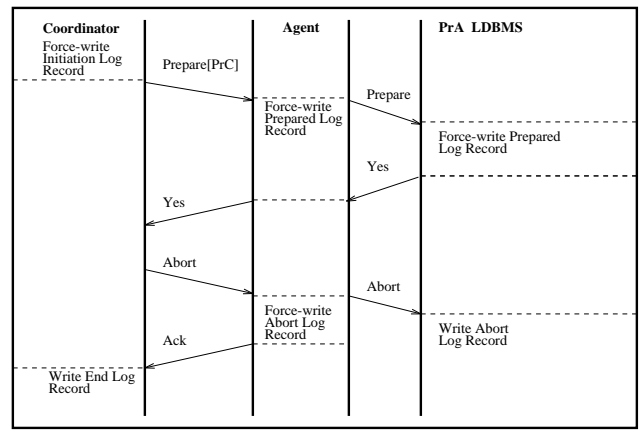 Coordinator
Agent
PrA LDBMS
Force-write
Initiation Log
Record
Prepare[PrC]
Prepare
Force-write
Prepared Log
Record
Force-write Prepared
Log Record
Yes
Yes
Abort
Abort
Force-write
Abort Log
Record
Write Abort
Log Record
Ack
Write End Log
Record